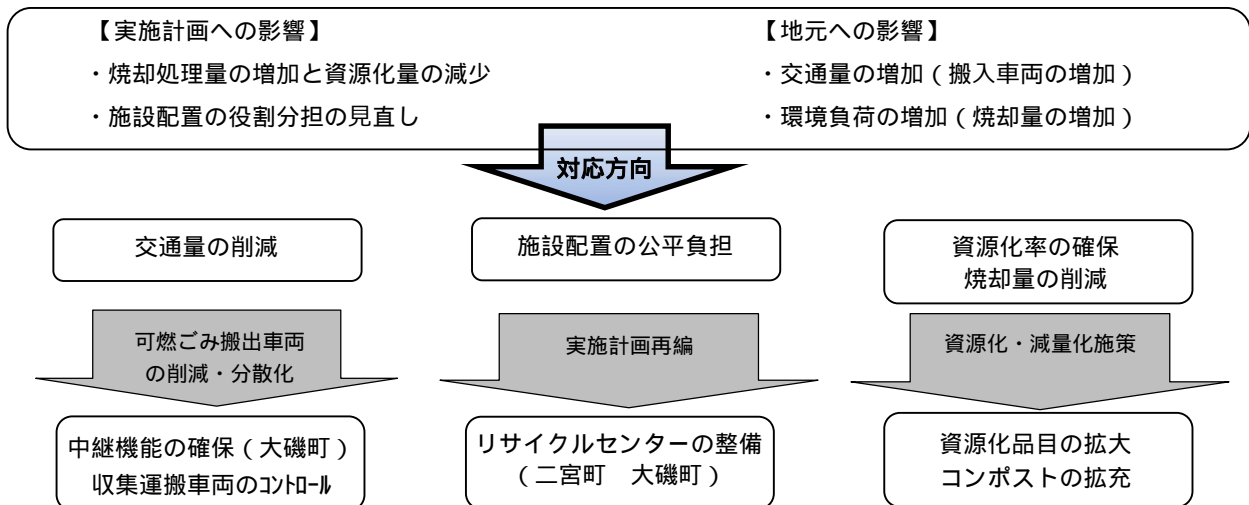 【実施計画への影響】
・焼却処理量の増加と資源化量の減少
・施設配置の役割分担の見直し
【地元への影響】
・交通量の増加（搬入車両の増加）
・環境負荷の増加（焼却量の増加）
対応方向
交通量の削減
可燃ごみ搬出車両
の削減・分散化
中継機能の確保（大磯町）
収集運搬車両のｺﾝﾄﾛｰﾙ
施設配置の公平負担
実施計画再編
リサイクルセンターの整備
（二宮町　大磯町）
資源化率の確保
焼却量の削減
資源化・減量化施策
資源化品目の拡大
コンポストの拡充